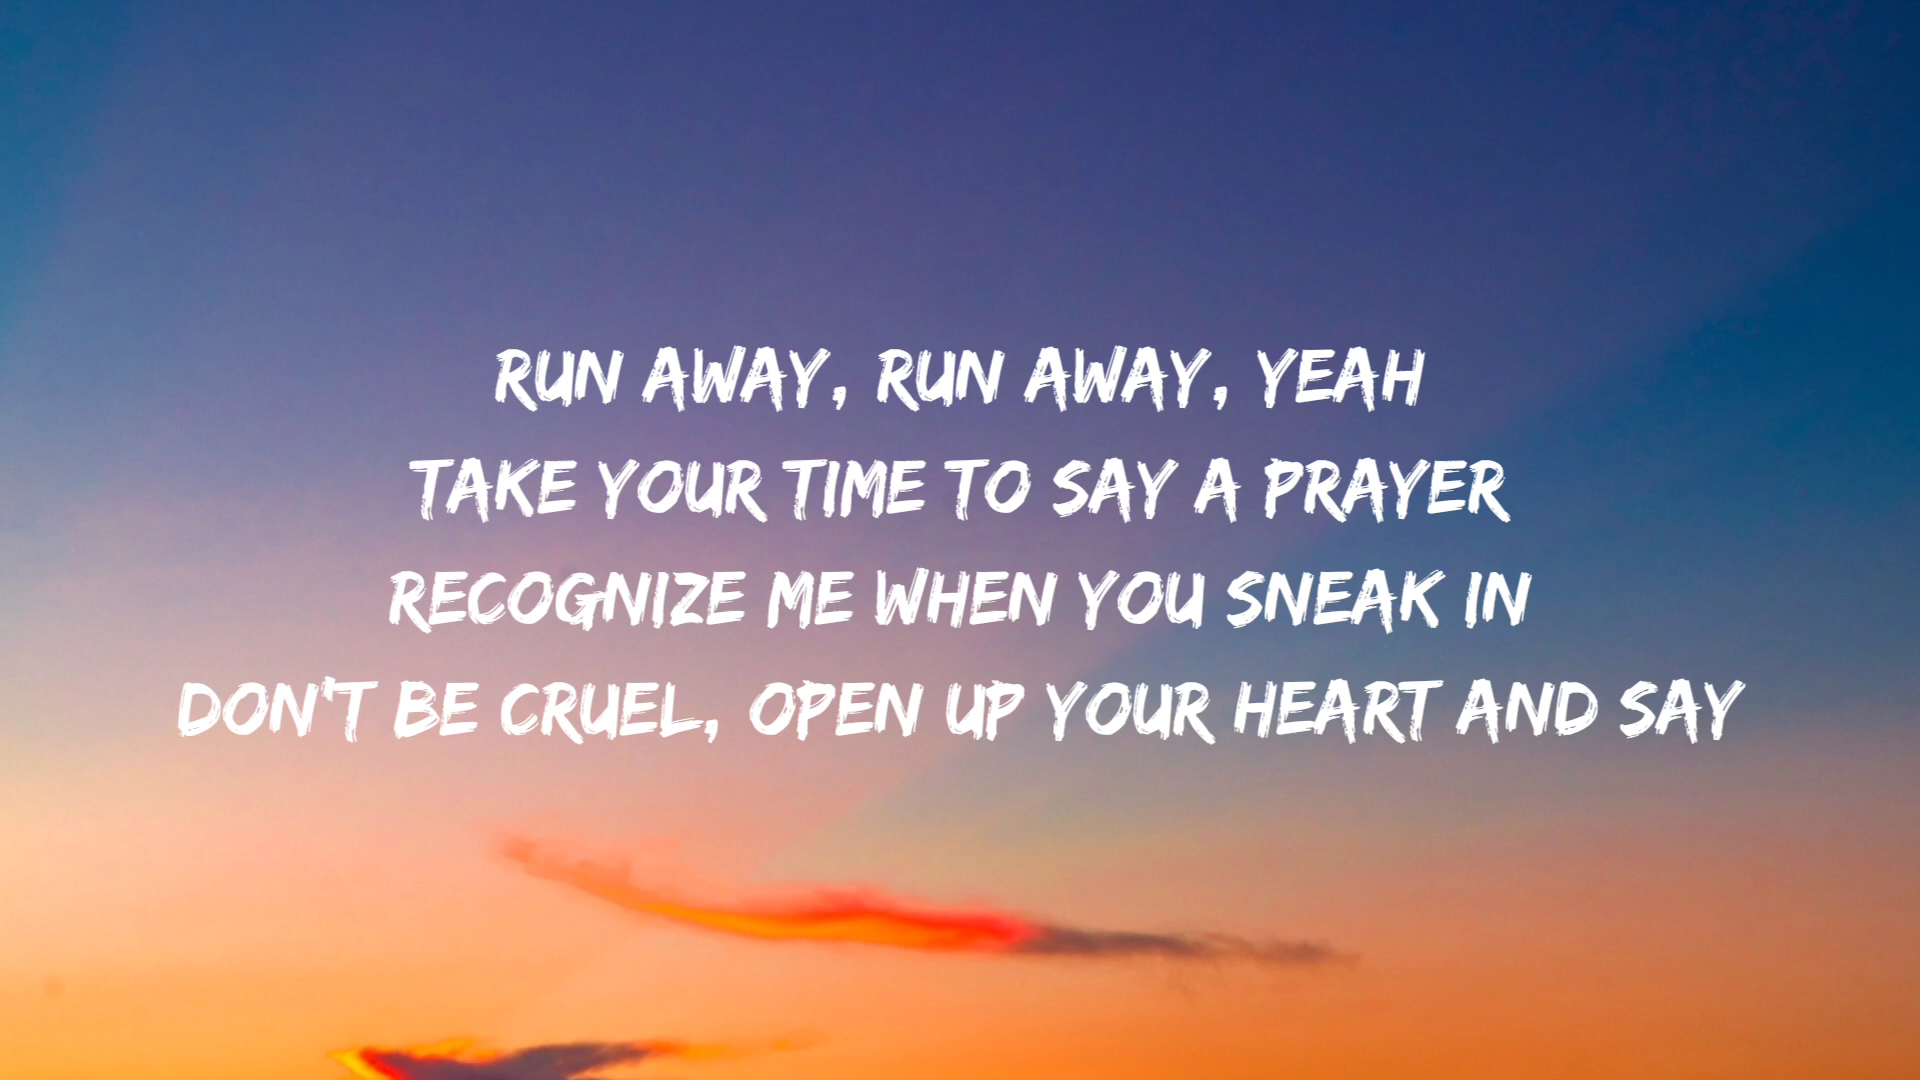 RUN AWAY, RUN AWAY, YEAH
TAKE YOUR TIME TO SAY A PRAYER
RECOGNIZE ME WHEN YOU SNEAK IN
DON'T BE CRUEL, OPEN UP YOUR HEART AND SAY